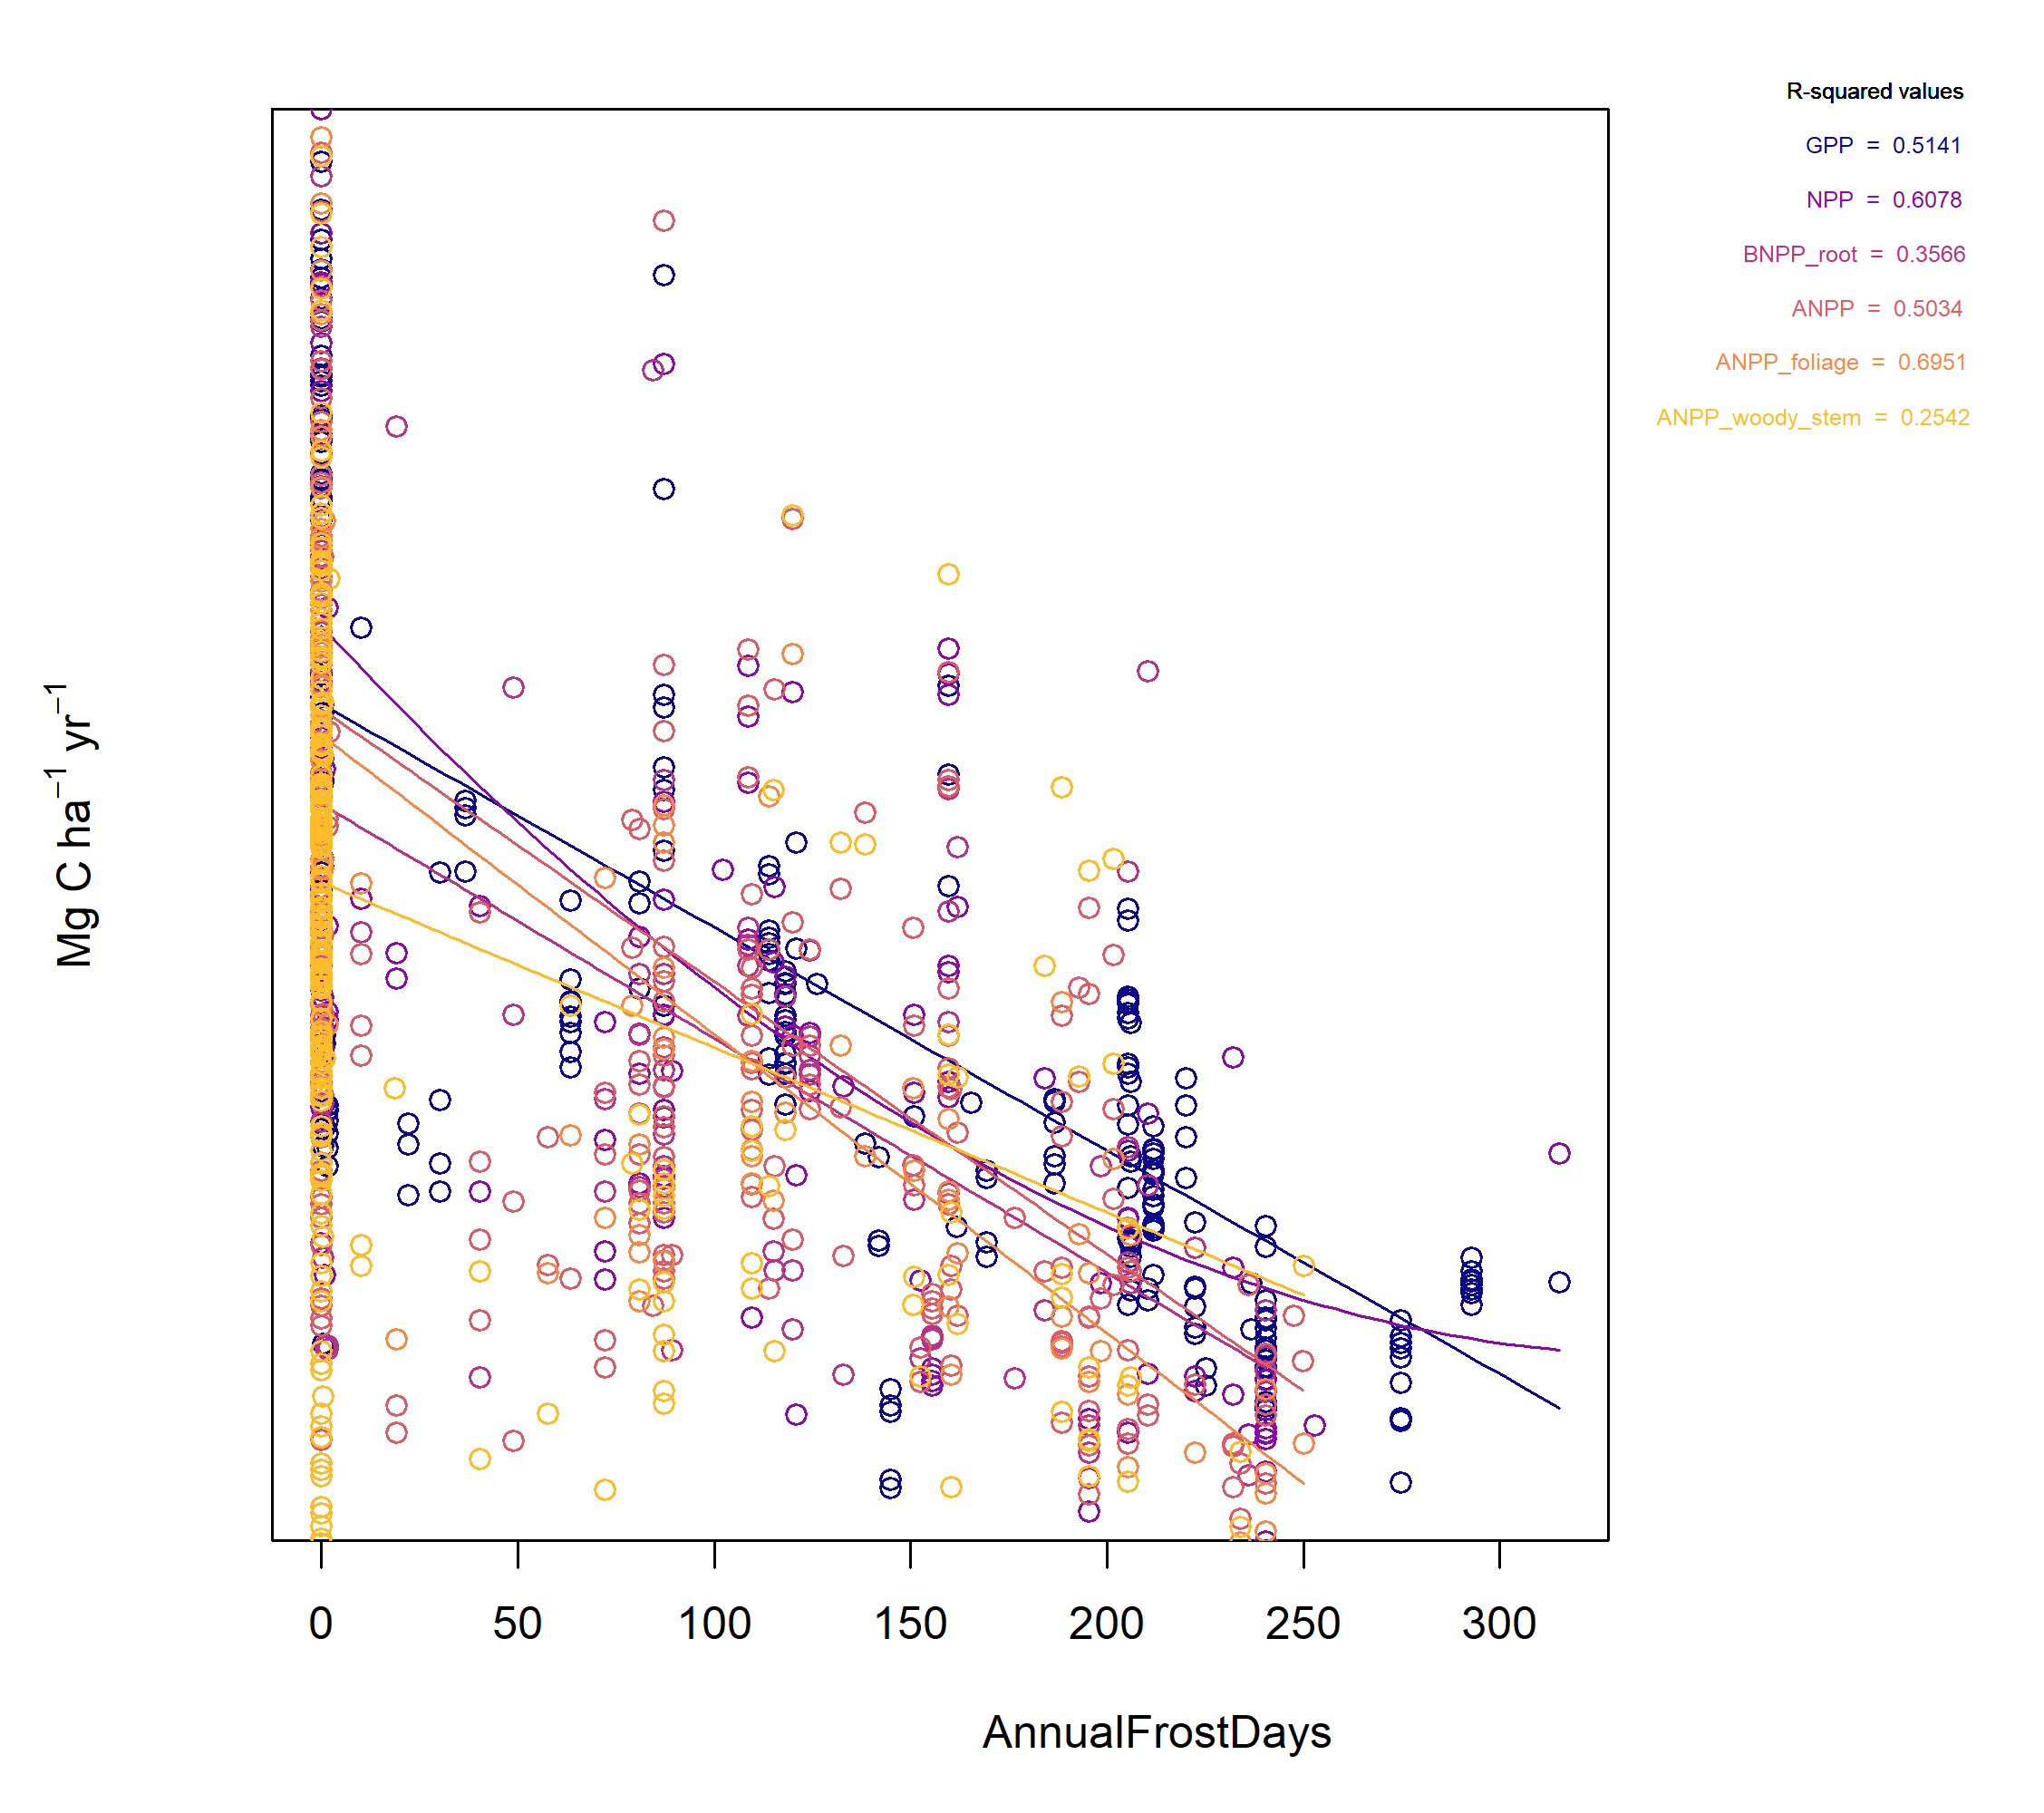 R-squared values
GPP = 0.5141
NPP = 0.6078
BNPP_root = 0.3566
ANPP = 0.5034
ANPP_foliage = 0.6951
ANPP_woody_stem = 0.2542
Mg C ha⁻¹ yr⁻¹
0 50 100 150 200 250 300
AnnualFrostDays